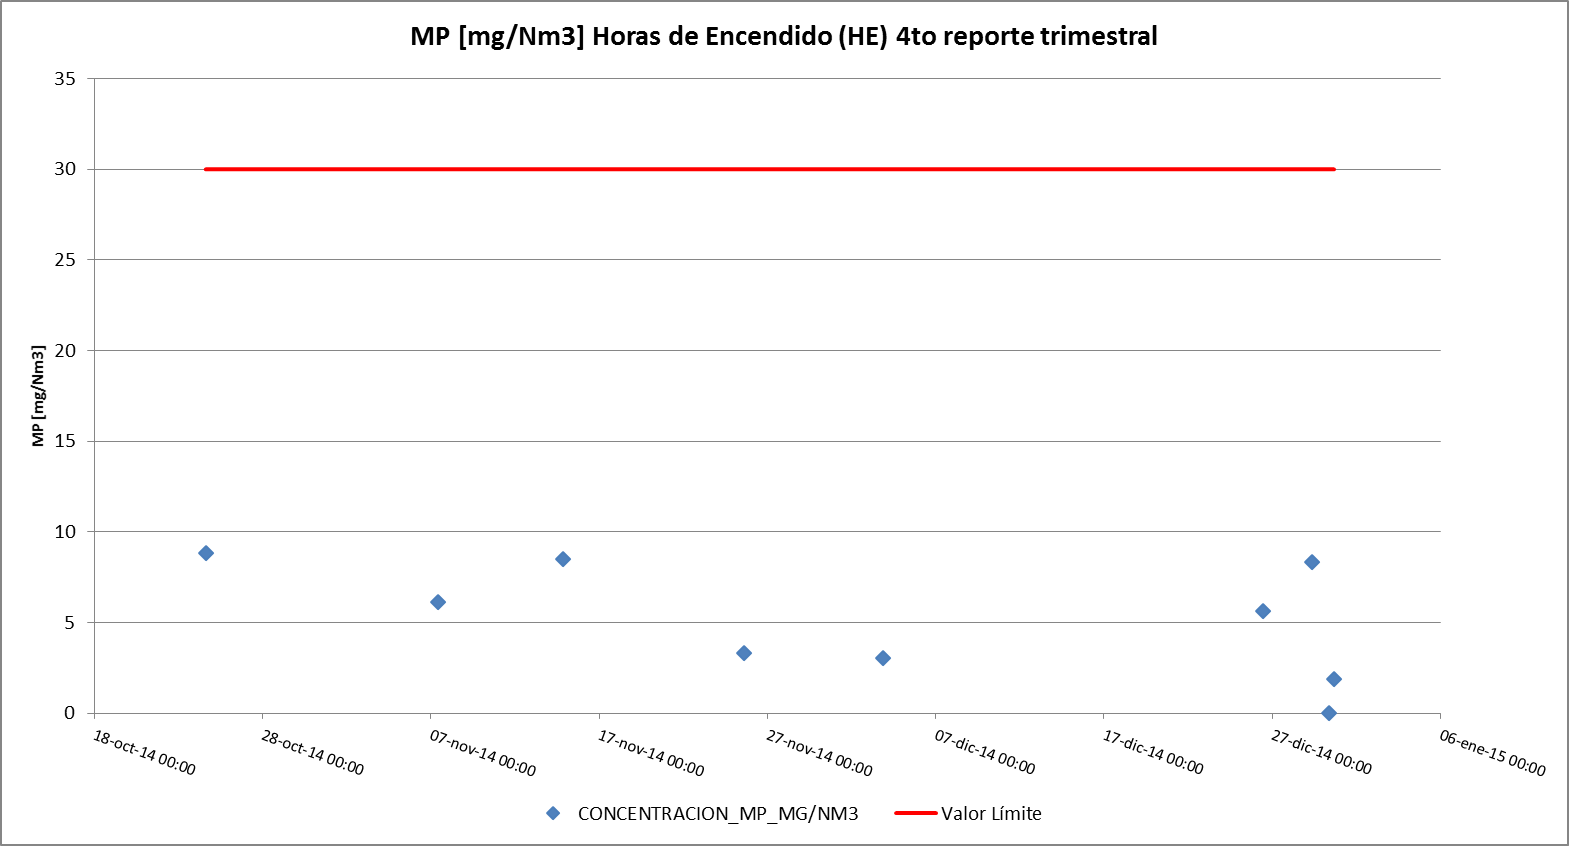 MP [mg/Nm3] Horas de Encendido (HE) 4to reporte trimestral
35
30
25
20
15
10
5
0
MP [mg/Nm3]
18-oct-14 00:00
28-oct-14 00:00
07-nov-14 00:00
17-nov-14 00:00
27-nov-14 00:00
07-dic-14 00:00
17-dic-14 00:00
27-dic-14 00:00
06-ene-15 00:00
CONCENTRACION_MP_MG/NM3
Valor Límite